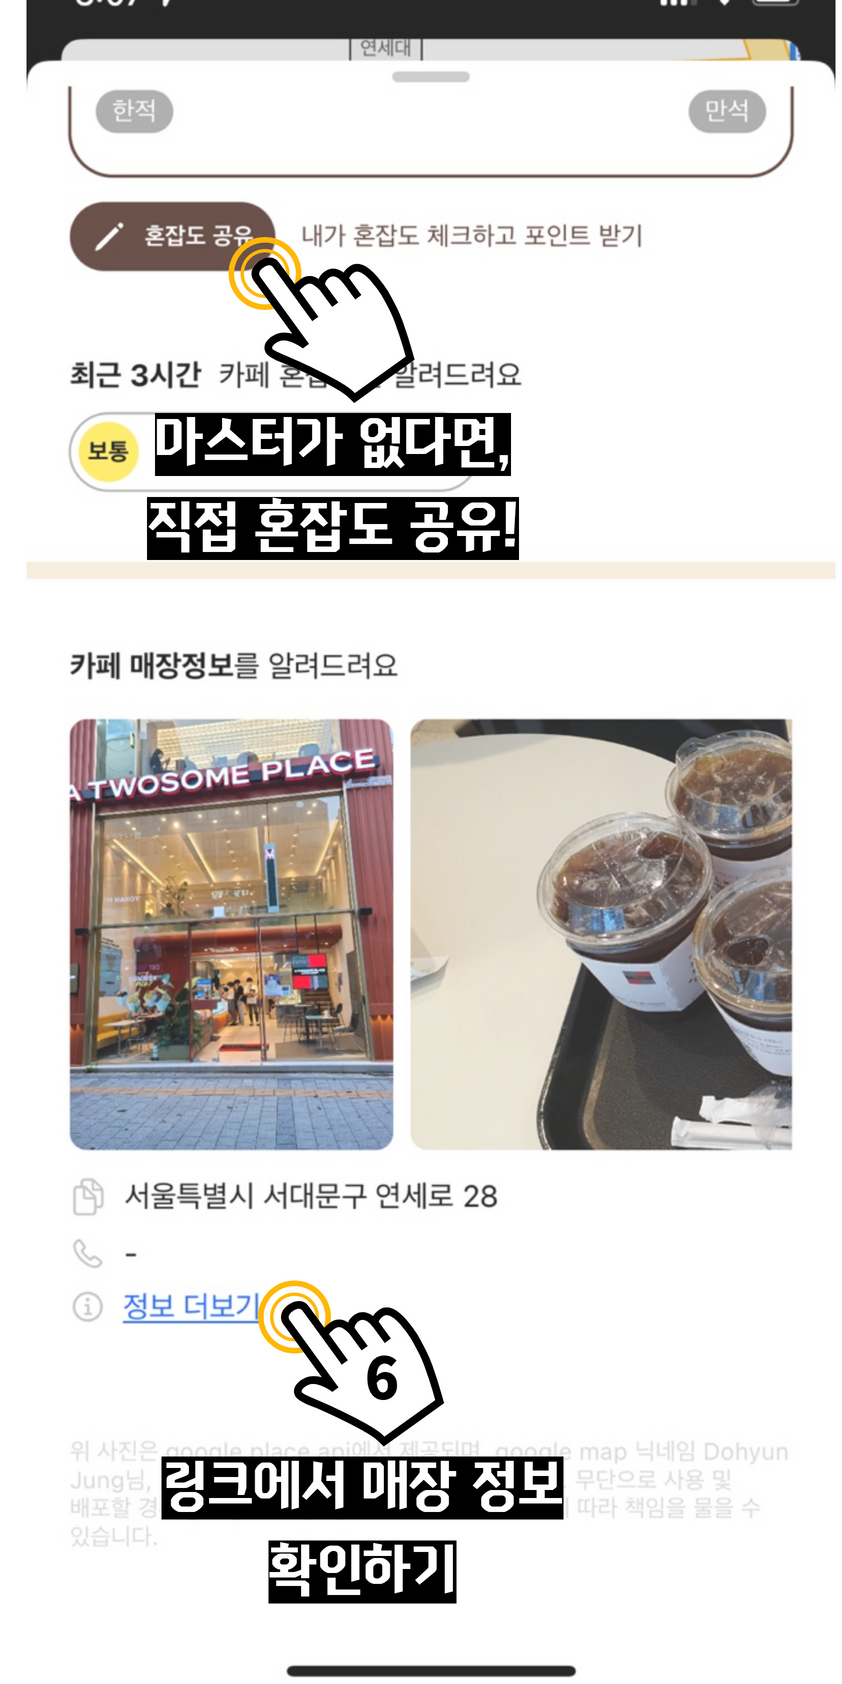 연세대
한적
만석
혼잡도 공유
내가 혼잡도 체크하고 포인트 받기
최근 3시간 카페 알려드려요
보통
마스터가 없다면,
직접 혼잡도 공유!
카페 매장정보를 알려드려요
A TWOSOME PLACE
서울특별시 서대문구 연세로 28
-
정보 더보기
6
위 사진은 google place api에서 제공되며, google map 닉네임 Dohyun
Jung님, 무단으로 사용 및
배포할 경 따라 책임을 물을 수
있습니다.
링크에서 매장 정보
확인하기